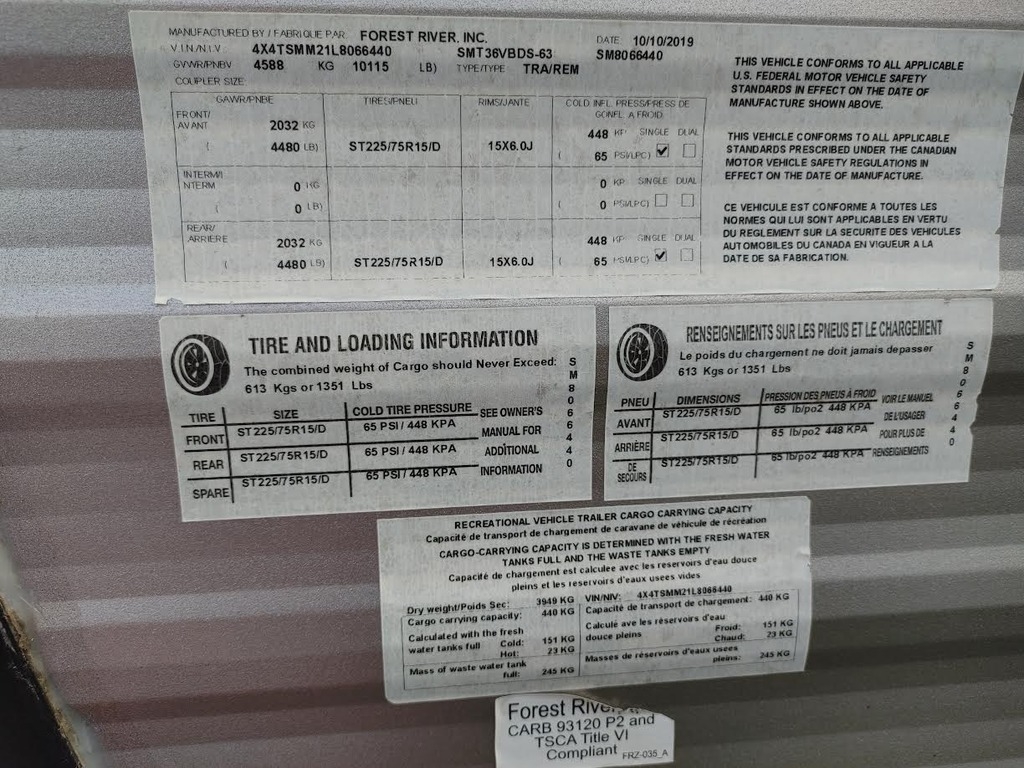 MANUFACTURED BY / FABRIQUE PAR FOREST RIVER, INC. DATE 10/10/2019
V.I.N./N.I.V. 4X4TSMM21L8066440 SMT36VBDS-63 SM8066440
GVWR/PNBV 4588 KG 10115 LB) TYPE/TYPE TRA/REM
COUPLER SIZE
GAWR/PNBE TIRES/PNEU RIMS/JANTE COLD INFL. PRESS/PRESS DE GONFL. A FROID
FRONT/
AVANT 2032 KG 448 KP SINGLE DUAL
( 4480 LB) ST225/75R15/D 15X6.0J ( 65 PSI/LPC)
INTERM/I
NTERM 0 KG 0 KP SINGLE DUAL
( 0 LB) ( 0 PSI/LPC)
REAR/
ARRIERE 2032 KG 448 KP SINGLE DUAL
( 4480 LB) ST225/75R15/D 15X6.0J ( 65 PSI/LPC)
THIS VEHICLE CONFORMS TO ALL APPLICABLE
U.S. FEDERAL MOTOR VEHICLE SAFETY
STANDARDS IN EFFECT ON THE DATE OF
MANUFACTURE SHOWN ABOVE.
THIS VEHICLE CONFORMS TO ALL APPLICABLE
STANDARDS PRESCRIBED UNDER THE CANADIAN
MOTOR VEHICLE SAFETY REGULATIONS IN
EFFECT ON THE DATE OF MANUFACTURE.
CE VEHICULE EST CONFORME A TOUTES LES
NORMES QUI LUI SONT APPLICABLES EN VERTU
DU REGLEMENT SUR LA SECURITE DES VEHICULES
AUTOMOBILES DU CANADA EN VIGUEUR A LA
DATE DE SA FABRICATION.
TIRE AND LOADING INFORMATION
The combined weight of Cargo should Never Exceed:
613 Kgs or 1351 Lbs
TIRE SIZE COLD TIRE PRESSURE
FRONT ST225/75R15/D 65 PSI / 448 KPA
REAR ST225/75R15/D 65 PSI / 448 KPA
SPARE ST225/75R15/D 65 PSI / 448 KPA
SEE OWNER'S
MANUAL FOR
ADDITIONAL
INFORMATION
SM8066440
RENSEIGNEMENTS SUR LES PNEUS ET LE CHARGEMENT
Le poids du chargement ne doit jamais depasser
613 Kgs or 1351 Lbs
PNEU DIMENSIONS PRESSION DES PNEUS À FROID
AVANT ST225/75R15/D 65 lb/po2 448 KPA
ARRIÈRE ST225/75R15/D 65 lb/po2 448 KPA
DE SECOURS ST225/75R15/D 65 lb/po2 448 KPA
VOIR LE MANUEL
DE L'USAGER
POUR PLUS DE
RENSEIGNEMENTS
SM8066440
RECREATIONAL VEHICLE TRAILER CARGO CARRYING CAPACITY
Capacité de transport de chargement de caravane de véhicule de récréation
CARGO-CARRYING CAPACITY IS DETERMINED WITH THE FRESH WATER
TANKS FULL AND THE WASTE TANKS EMPTY
Capacité de chargement est calculee avec les reservoirs d'eau douce
pleins et les reservoirs d'eaux usees vides
Dry weight/Poids Sec: 3949 KG VIN/NIV: 4X4TSMM21L8066440
Cargo carrying capacity: 440 KG Capacite de transport de chargement: 440 KG
Calculated with the fresh
water tanks full Cold: 151 KG
Hot: 23 KG
Calculé ave les réservoirs d'eau
douce pleins Froid: 151 KG
Chaud: 23 KG
Mass of waste water tank
full: 245 KG
Masses de réservoirs d'eaux usees
pleins: 245 KG
Forest River,
CARB 93120 P2 and
TSCA Title VI
Compliant FRZ-035_A